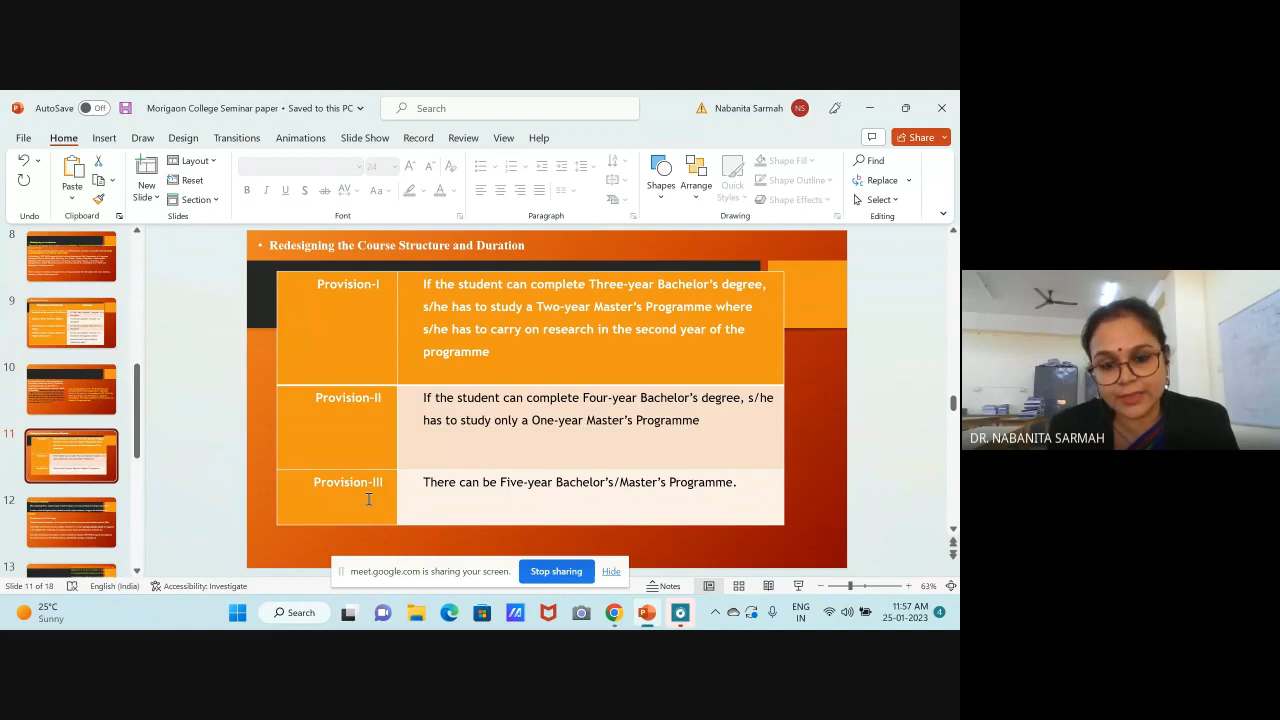 AutoSave Off Morigaon College Seminar paper • Saved to this PC Search Nabanita Sarmah NS
File Home Insert Draw Design Transitions Animations Slide Show Record Review View Help Share
Paste New Slide Layout Reset Section 24 Shapes Arrange Quick Styles Shape Fill Shape Outline Shape Effects Find Replace Select
Undo Clipboard Slides Font Paragraph Drawing Editing
8
9
10
11
12
13
• Redesigning the Course Structure and Duration
Provision-I
If the student can complete Three-year Bachelor's degree,
s/he has to study a Two-year Master's Programme where
s/he has to carry on research in the second year of the
programme
Provision-II
If the student can complete Four-year Bachelor's degree, s/he
has to study only a One-year Master's Programme
Provision-III
There can be Five-year Bachelor's/Master's Programme.
DR. NABANITA SARMAH
meet.google.com is sharing your screen. Stop sharing Hide
Slide 11 of 18 English (India) Accessibility: Investigate Notes 63%
25°C
Sunny
Search
ENG
IN
11:57 AM
25-01-2023
4